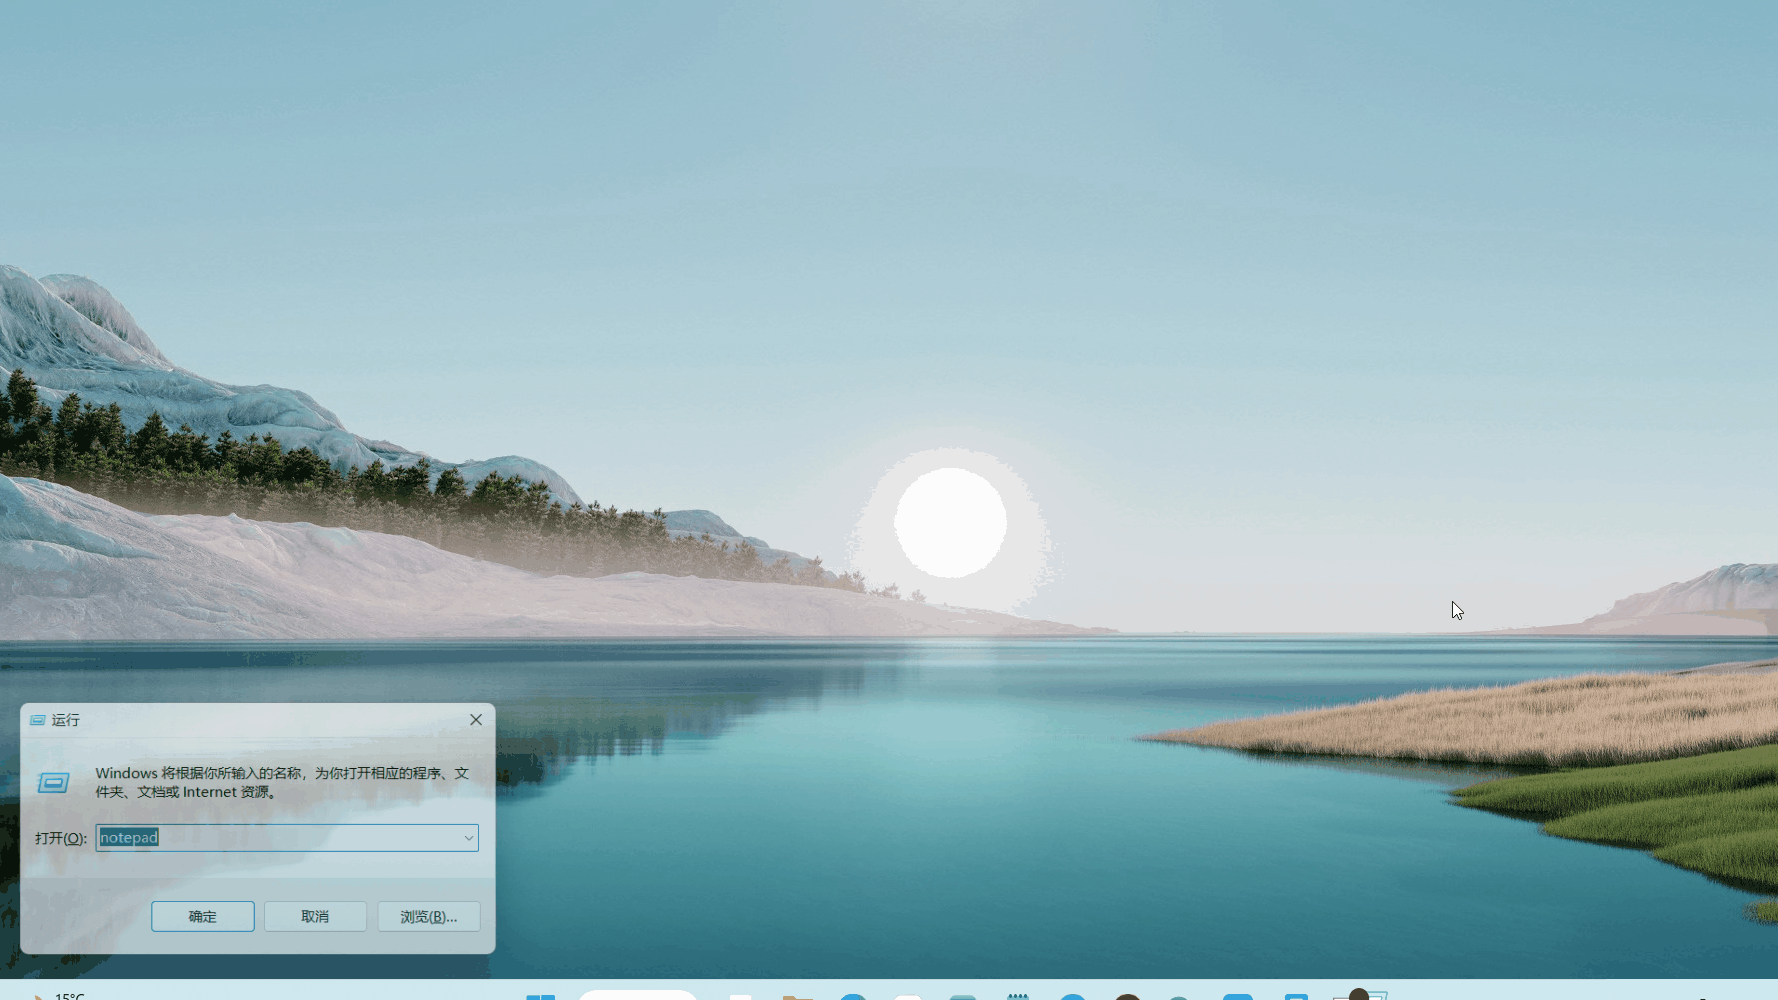 运行
Windows 将根据你所输入的名称，为你打开相应的程序、文
件夹、文档或 Internet 资源。
打开(O):
notepad
确定
取消
浏览(B)...
15°C